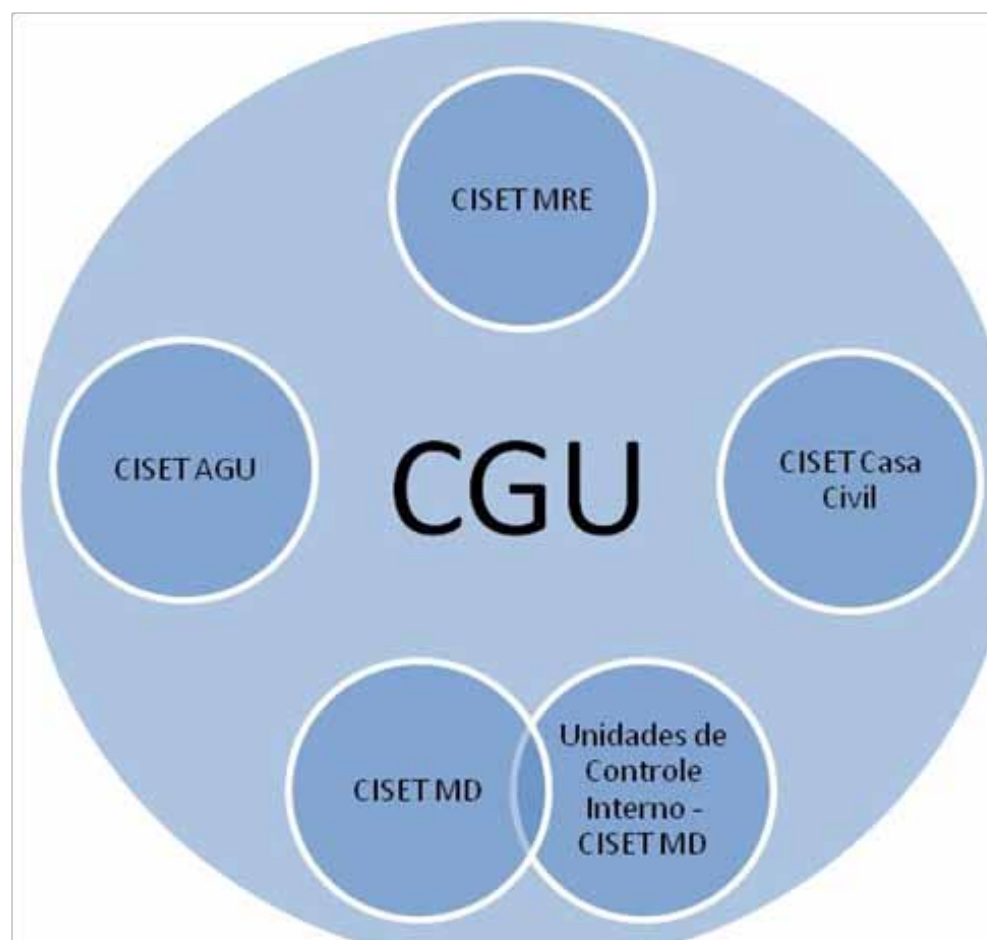 CISET MRE
CISET AGU
CGU
CISET Casa
Civil
CISET MD
Unidades de
Controle
Interno -
CISET MD